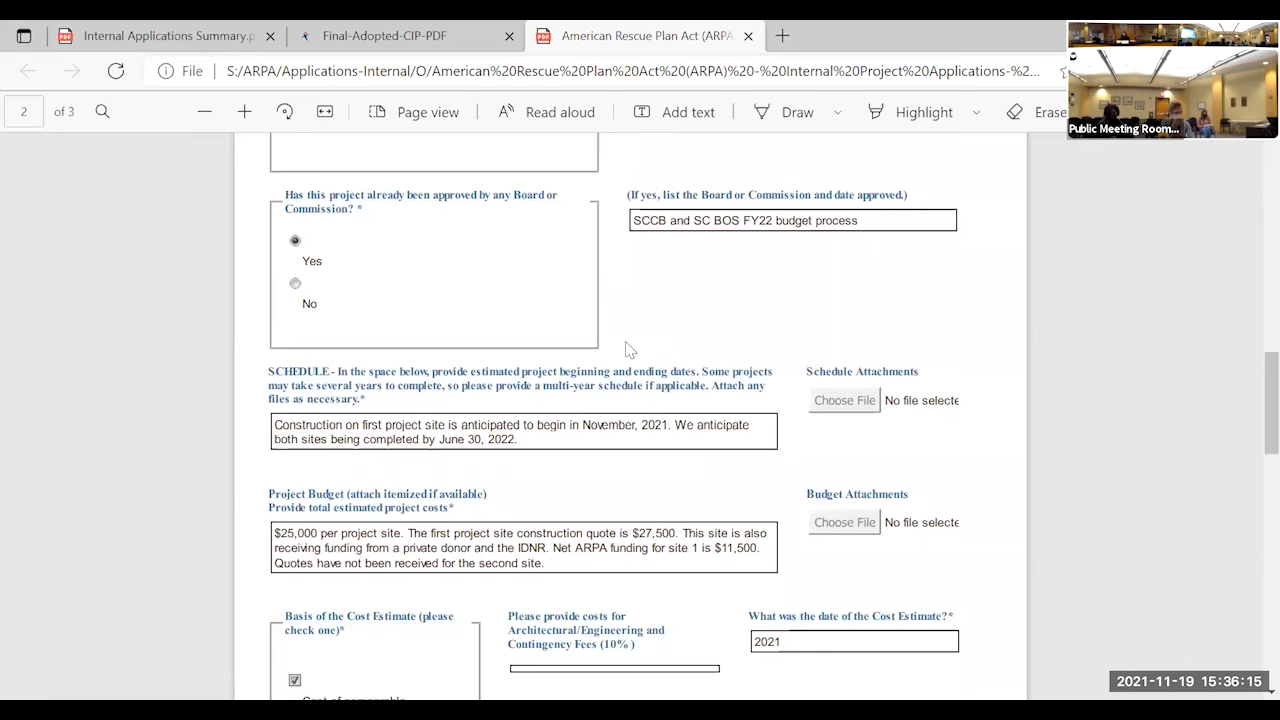 Internal Applications Summary.p
Final-Adopted-CIP-PDF
American Rescue Plan Act (ARPA
File
S:/ARPA/Applications-Internal/O/American%20Rescue%20Plan%20Act%20(ARPA)%20-%20Internal%20Project%20Applications-%2...
2
of 3
Page view
Read aloud
Add text
Draw
Highlight
Erase
Public Meeting Room...
Has this project already been approved by any Board or
Commission? *
(If yes, list the Board or Commission and date approved.)
SCCB and SC BOS FY22 budget process
Yes
No
SCHEDULE - In the space below, provide estimated project beginning and ending dates. Some projects
may take several years to complete, so please provide a multi-year schedule if applicable. Attach any
files as necessary.*
Schedule Attachments
Choose File
No file selecte
Construction on first project site is anticipated to begin in November, 2021. We anticipate
both sites being completed by June 30, 2022.
Project Budget (attach itemized if available)
Provide total estimated project costs*
Budget Attachments
Choose File
No file selecte
$25,000 per project site. The first project site construction quote is $27,500. This site is also
receiving funding from a private donor and the IDNR. Net ARPA funding for site 1 is $11,500.
Quotes have not been received for the second site.
Basis of the Cost Estimate (please
check one)*
Please provide costs for
Architectural/Engineering and
Contingency Fees (10% )
What was the date of the Cost Estimate?*
2021
Cost of comparable
2021-11-19 15:36:15